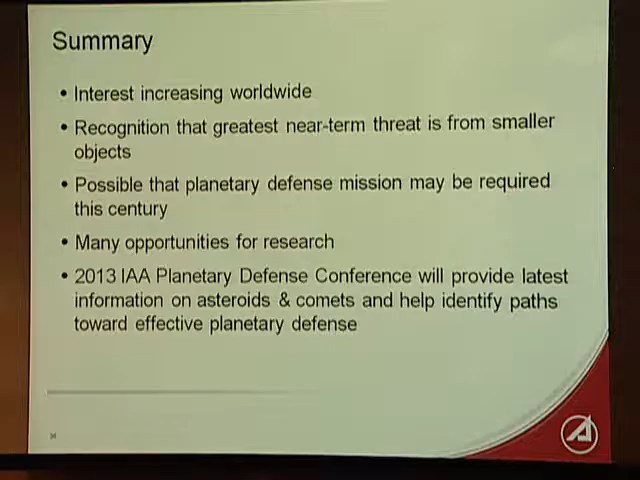 Summary
• Interest increasing worldwide
• Recognition that greatest near-term threat is from smaller
objects
• Possible that planetary defense mission may be required
this century
• Many opportunities for research
• 2013 IAA Planetary Defense Conference will provide latest
information on asteroids & comets and help identify paths
toward effective planetary defense